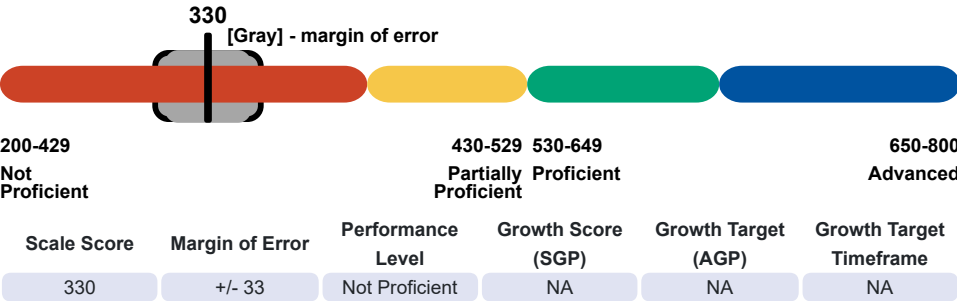 330
[Gray] - margin of error
200-429 430-529 530-649 650-800
Not Partially Proficient Advanced
Proficient Proficient
Scale Score Margin of Error Performance Level Growth Score (SGP) Growth Target (AGP) Growth Target Timeframe
330 +/- 33 Not Proficient NA NA NA